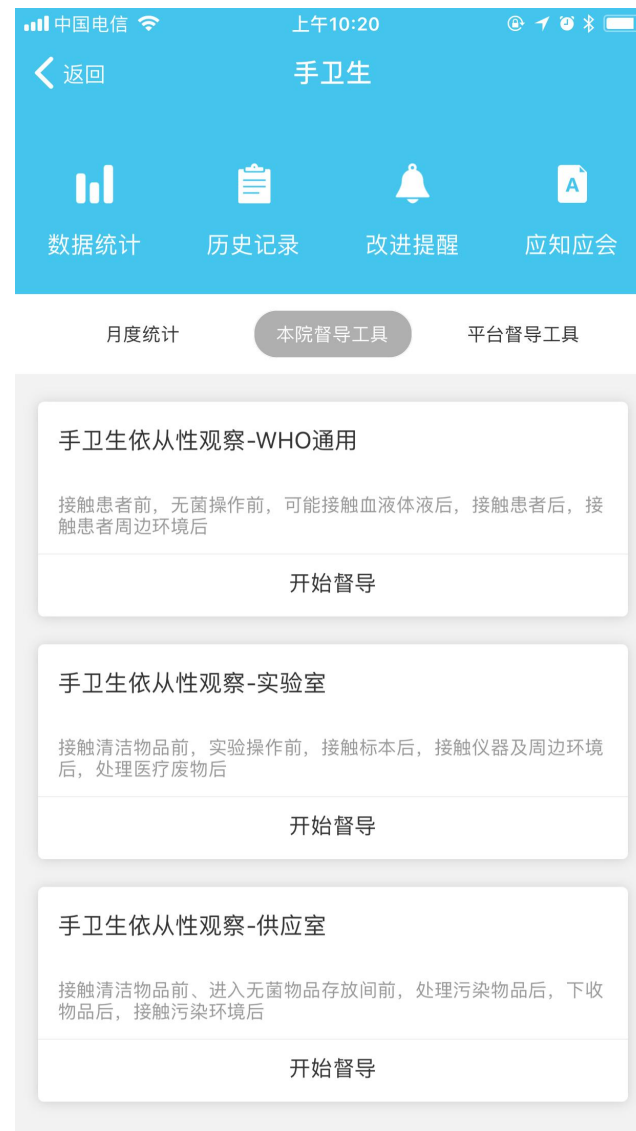 中国电信 上午10:20
返回 手卫生
A
数据统计 历史记录 改进提醒 应知应会
月度统计 本院督导工具 平台督导工具
手卫生依从性观察-WHO通用
接触患者前，无菌操作前，可能接触血液体液后，接触患者后，接
触患者周边环境后
开始督导
手卫生依从性观察-实验室
接触清洁物品前，实验操作前，接触标本后，接触仪器及周边环境
后，处理医疗废物后
开始督导
手卫生依从性观察-供应室
接触清洁物品前、进入无菌物品存放间前，处理污染物品后，下收
物品后，接触污染环境后
开始督导